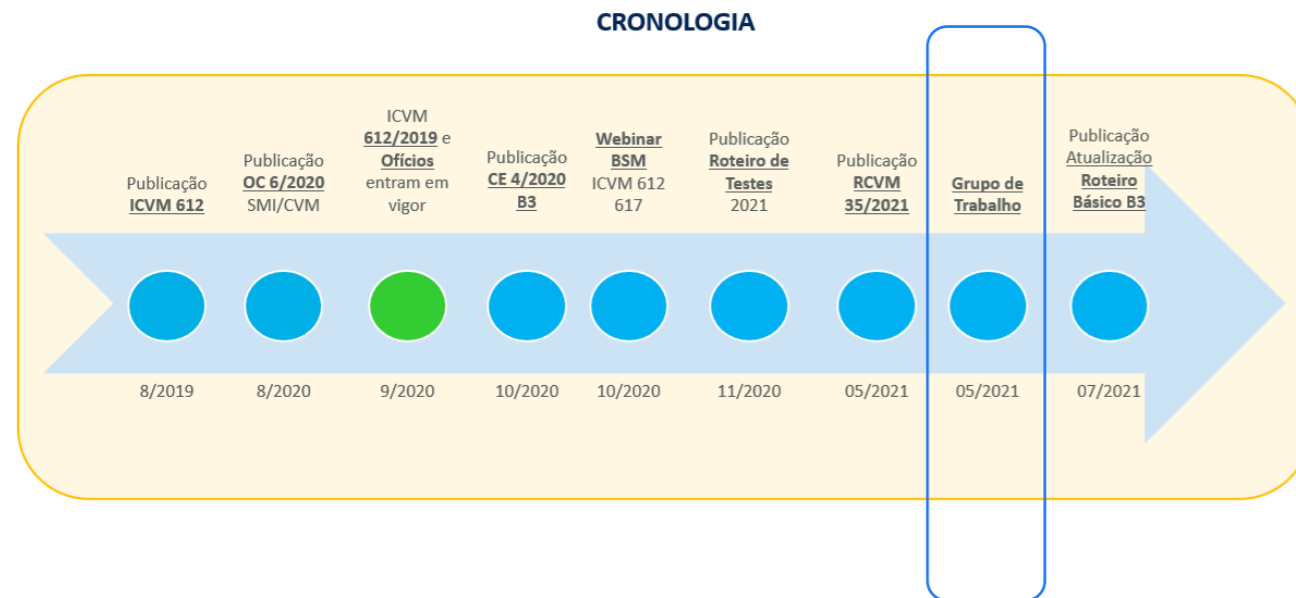 CRONOLOGIA
Publicação
ICVM 612
8/2019
Publicação
OC 6/2020
SMI/CVM
8/2020
ICVM
612/2019 e
Ofícios
entram em
vigor
9/2020
Publicação
CE 4/2020
B3
10/2020
Webinar
BSM
ICVM 612
617
10/2020
Publicação
Roteiro de
Testes
2021
11/2020
Publicação
RCVM
35/2021
05/2021
Grupo de
Trabalho
05/2021
Publicação
Atualização
Roteiro
Básico B3
07/2021